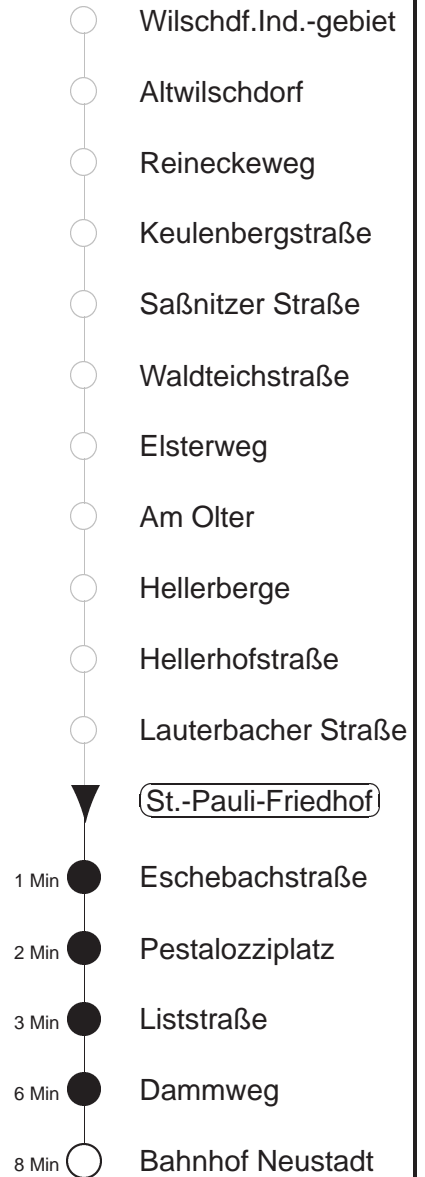 Wilschdf.Ind.-gebiet
Altwilschdorf
Reineckeweg
Keulenbergstraße
Saßnitzer Straße
Waldteichstraße
Elsterweg
Am Olter
Hellerberge
Hellerhofstraße
Lauterbacher Straße
St.-Pauli-Friedhof
1 Min Eschebachstraße
2 Min Pestalozziplatz
3 Min Liststraße
6 Min Dammweg
8 Min Bahnhof Neustadt